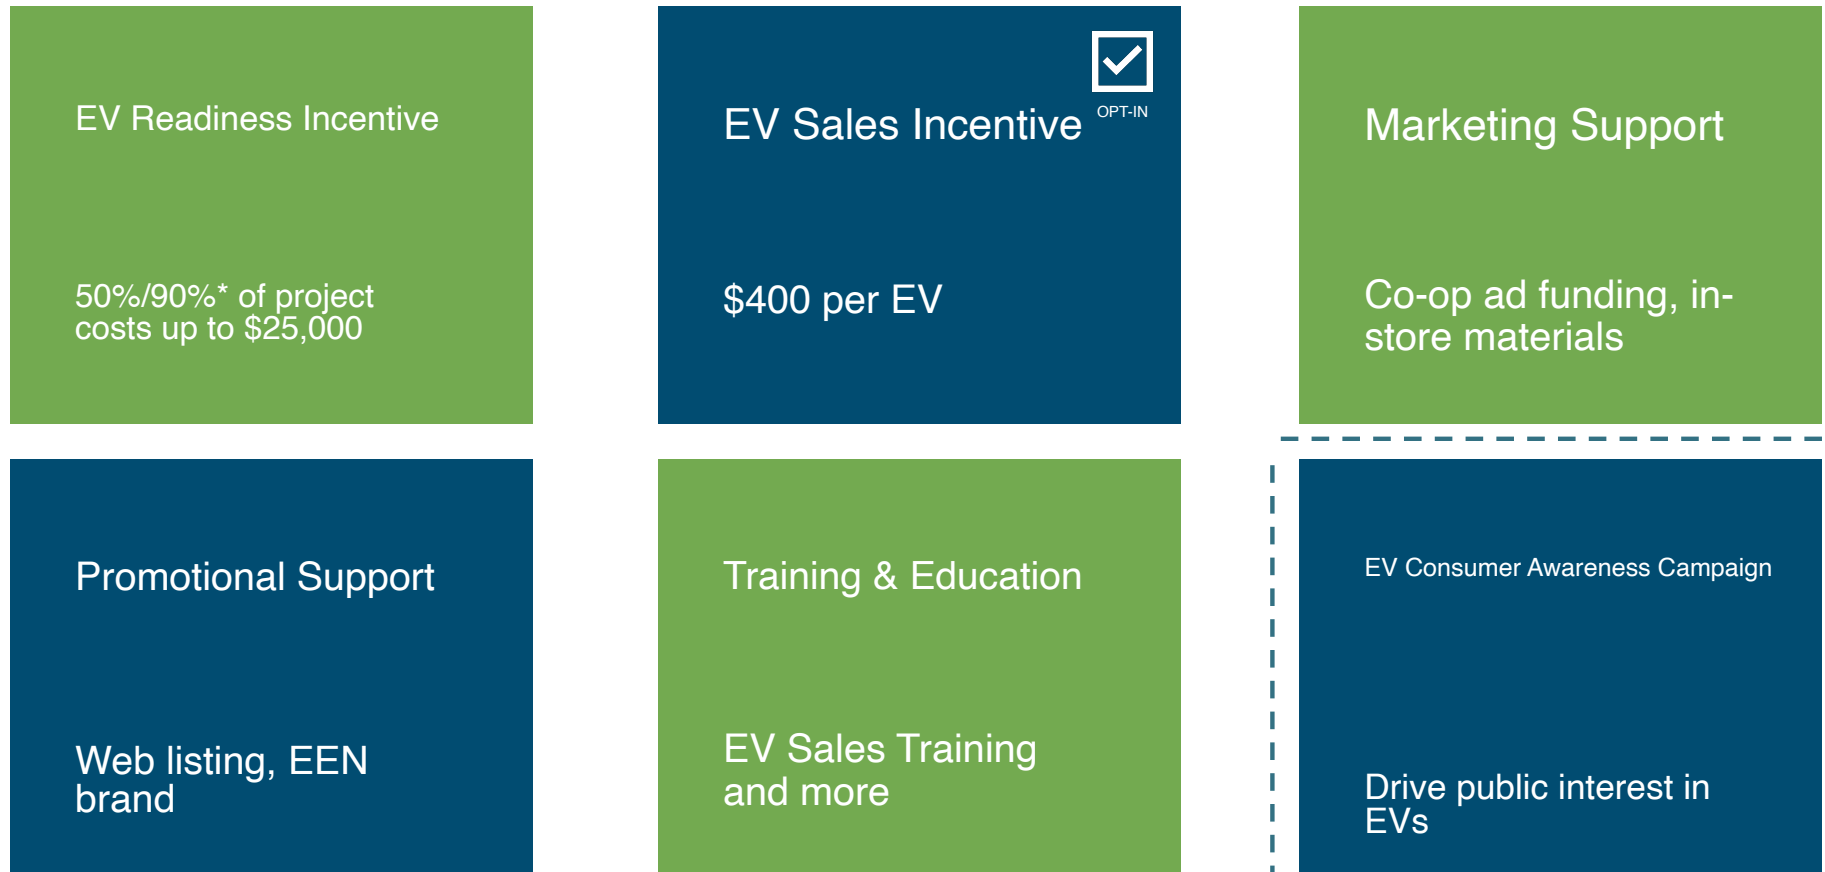 EV Readiness Incentive
50%/90%* of project
costs up to $25,000
EV Sales Incentive
OPT-IN
$400 per EV
Marketing Support
Co-op ad funding, in-
store materials
Promotional Support
Web listing, EEN
brand
Training & Education
EV Sales Training
and more
EV Consumer Awareness Campaign
Drive public interest in
EVs